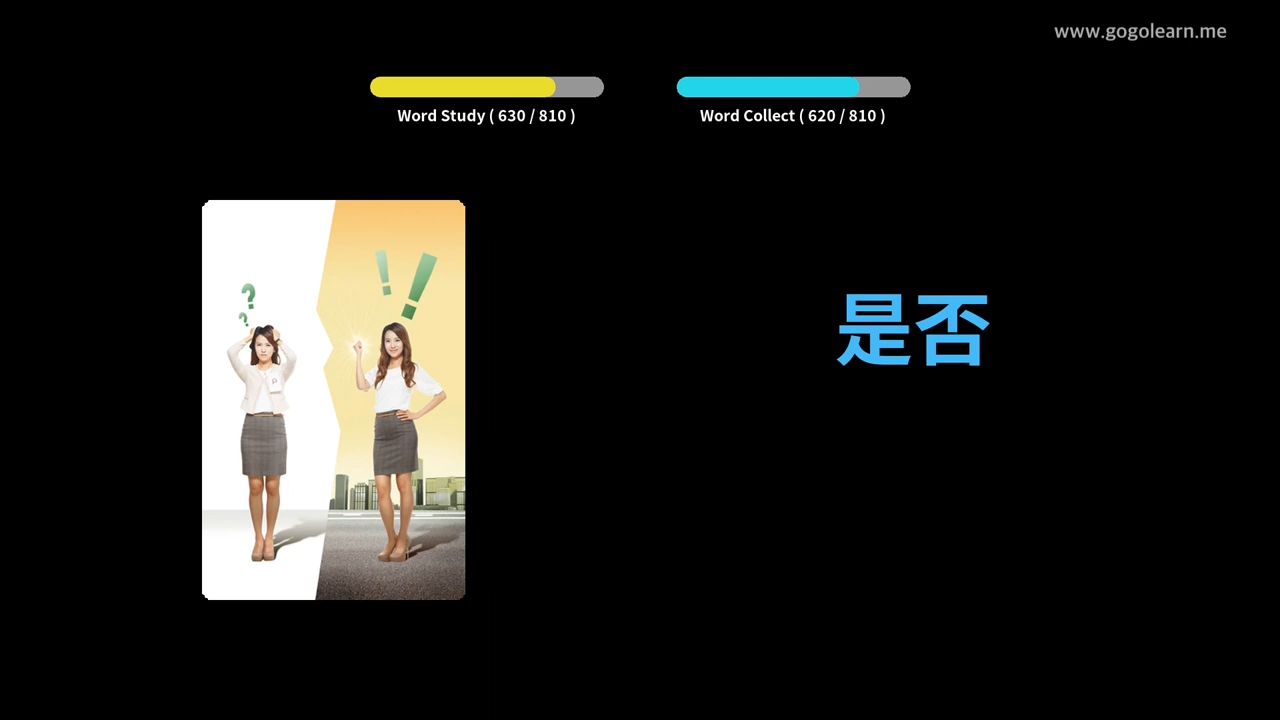 www.gogolearn.me
Word Study ( 630 / 810 )
Word Collect ( 620 / 810 )
? ?
! !
是否